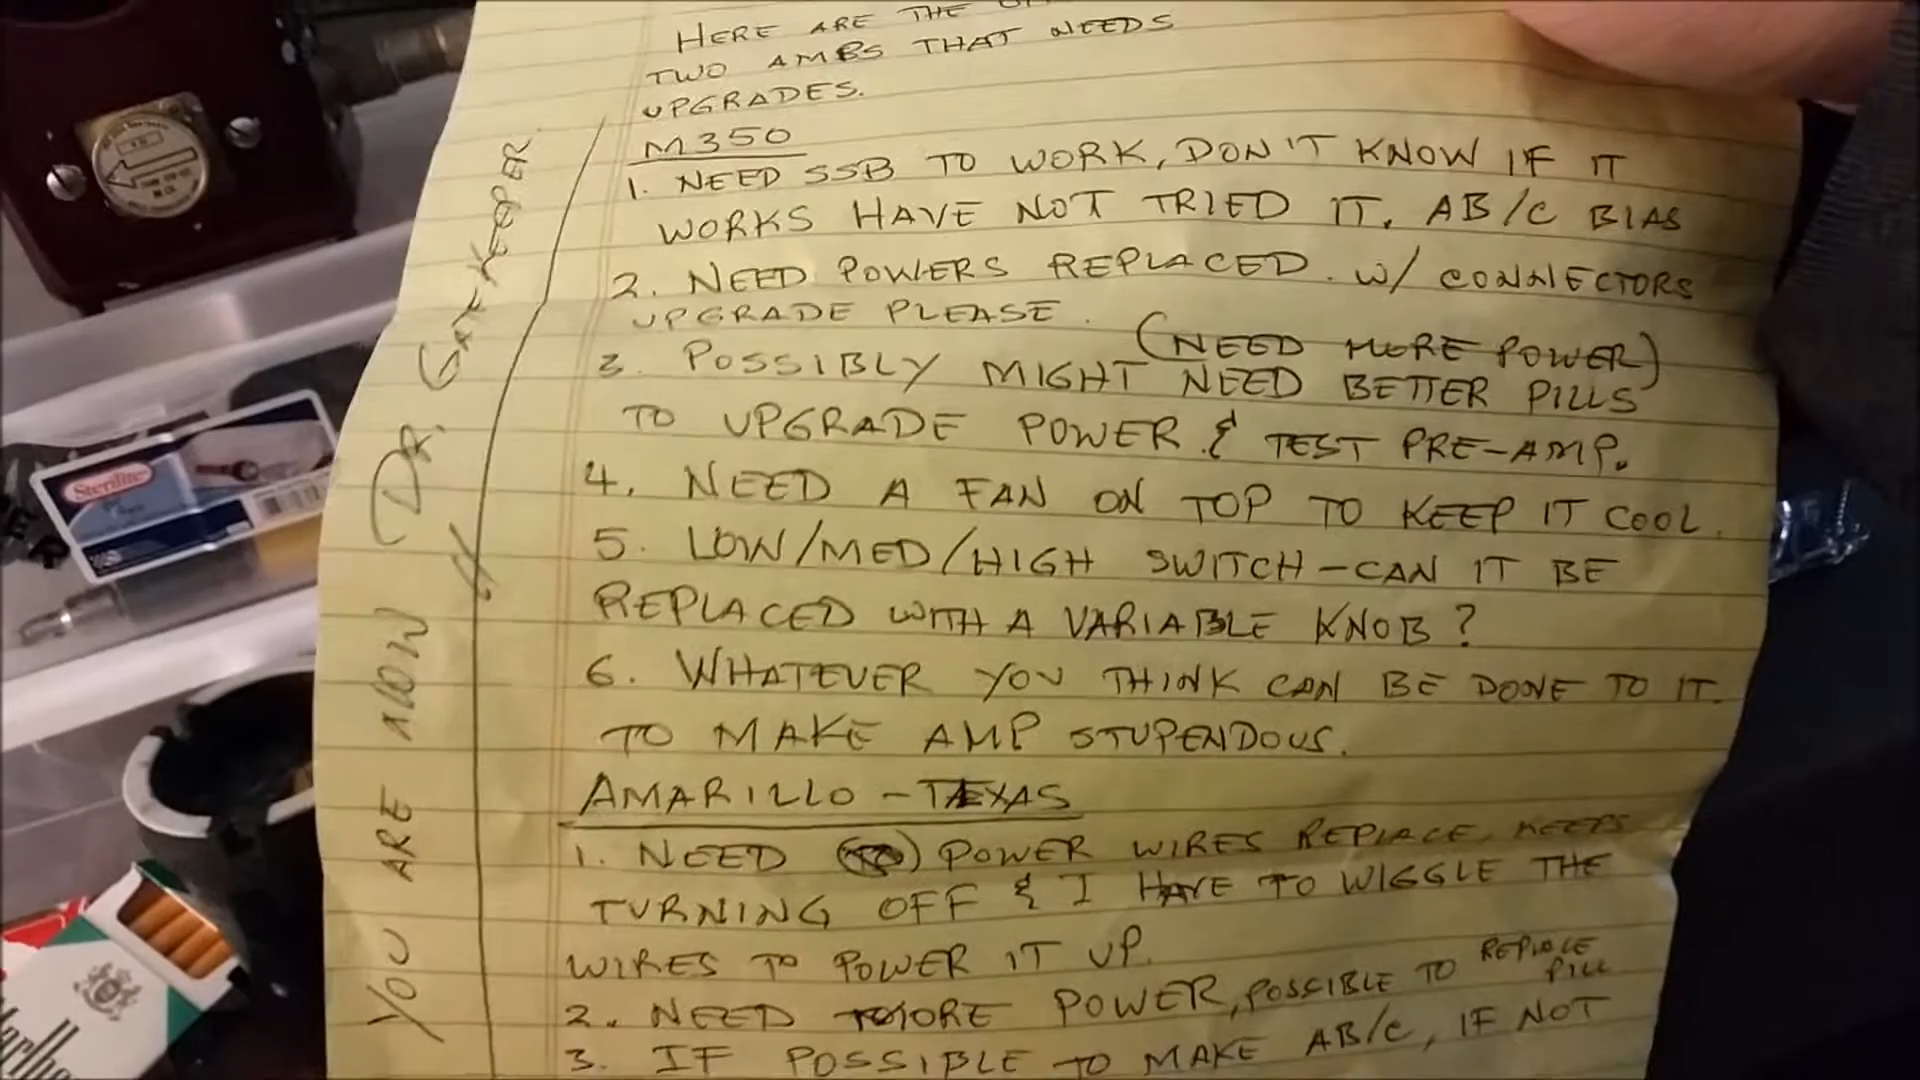 HERE ARE THE
TWO AMPS THAT NEEDS
UPGRADES.
M350
1. NEED SSB TO WORK, DON'T KNOW IF IT
WORKS HAVE NOT TRIED IT. AB/C BIAS
2. NEED POWERS REPLACED. W/ CONNECTORS
UPGRADE PLEASE.
(NEED MORE POWER)
3. POSSIBLY MIGHT NEED BETTER PILLS
TO UPGRADE POWER & TEST PRE-AMP.
4. NEED A FAN ON TOP TO KEEP IT COOL.
5. LOW/MED/HIGH SWITCH-CAN IT BE
REPLACED WITH A VARIABLE KNOB?
6. WHATEVER YOU THINK CAN BE DONE TO IT.
TO MAKE AMP STUPENDOUS.
AMARILLO - TEXAS
1. NEED POWER WIRES REPLACE, KEEPS
TURNING OFF & I HAVE TO WIGGLE THE
WIRES TO POWER IT UP.
2. NEED MORE POWER, POSSIBLE TO REPLACE PILL
3. IF POSSIBLE TO MAKE AB/C, IF NOT
YOU ARE NOW DR. GATEKEEPER
Sterilite
Marlboro